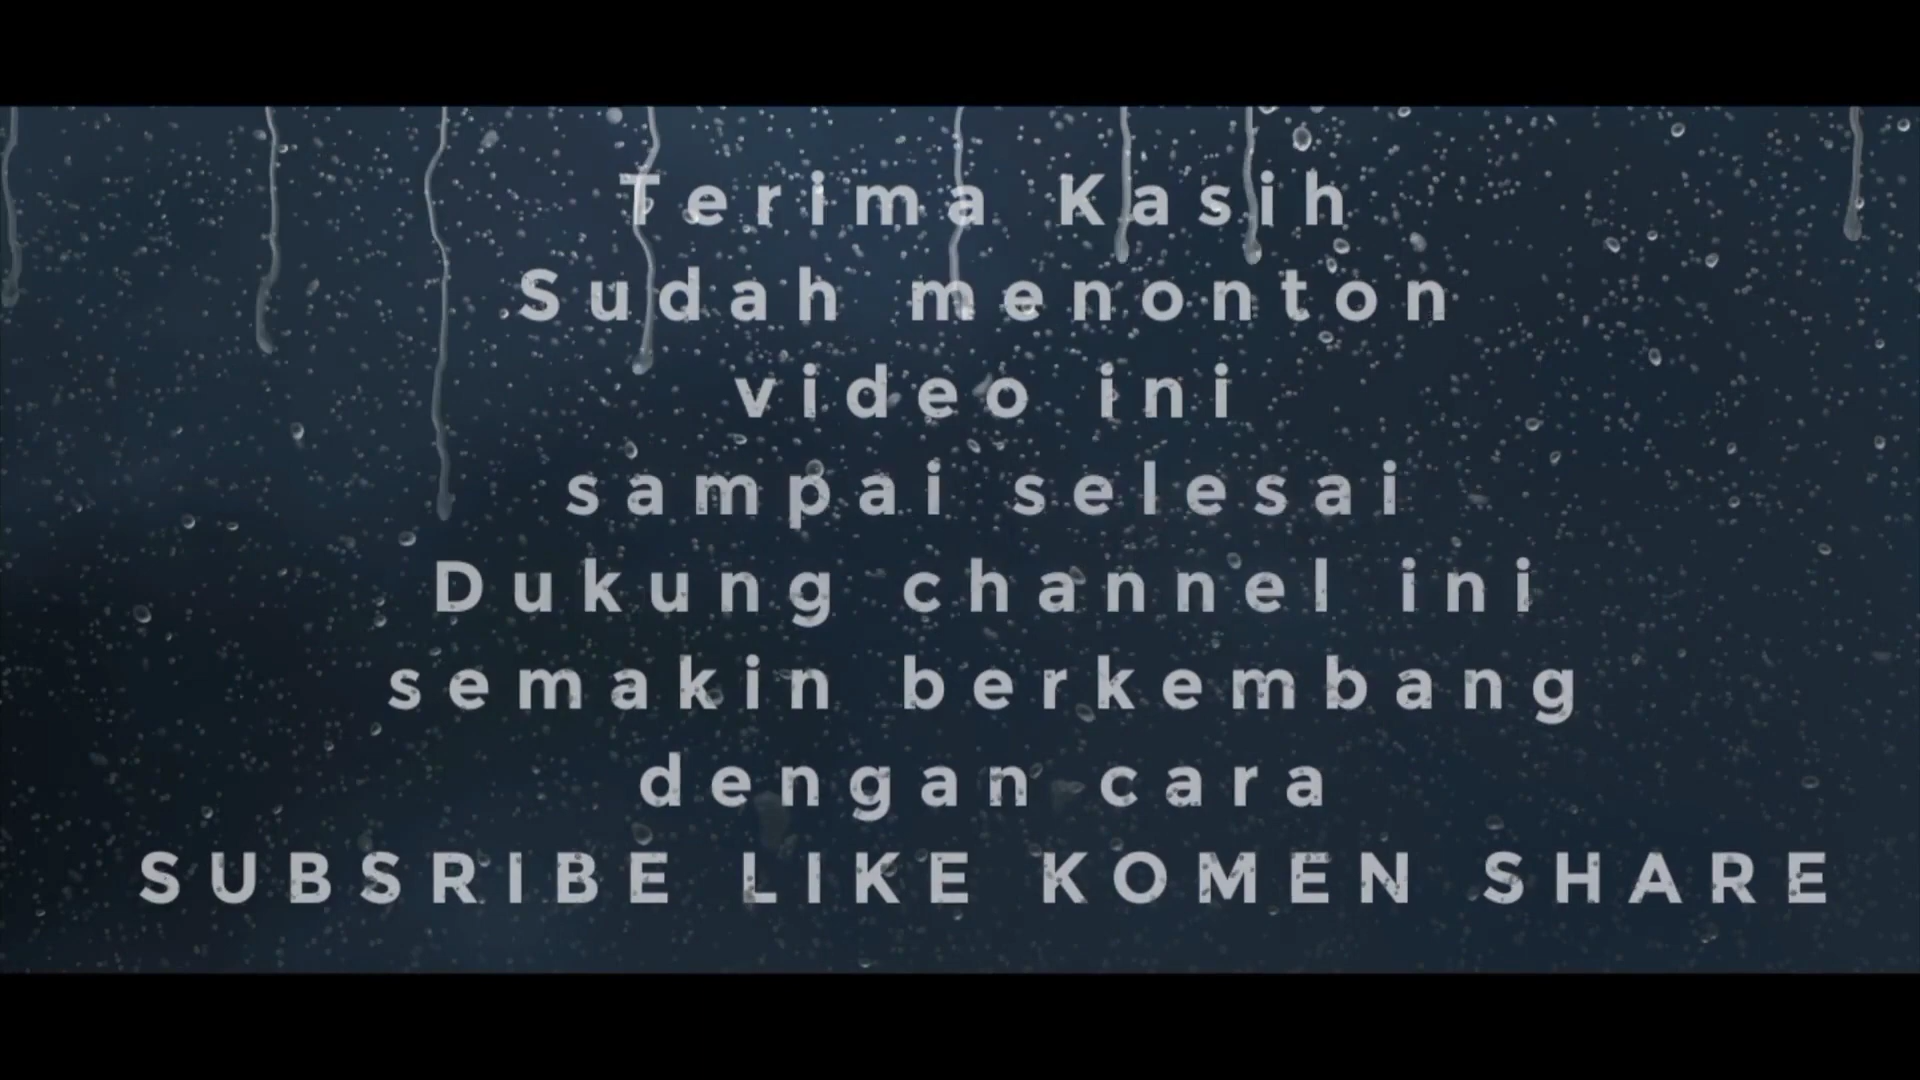 Terima Kasih
Sudah menonton
video ini
sampai selesai
Dukung channel ini
semakin berkembang
dengan cara
SUBSRIBE LIKE KOMEN SHARE